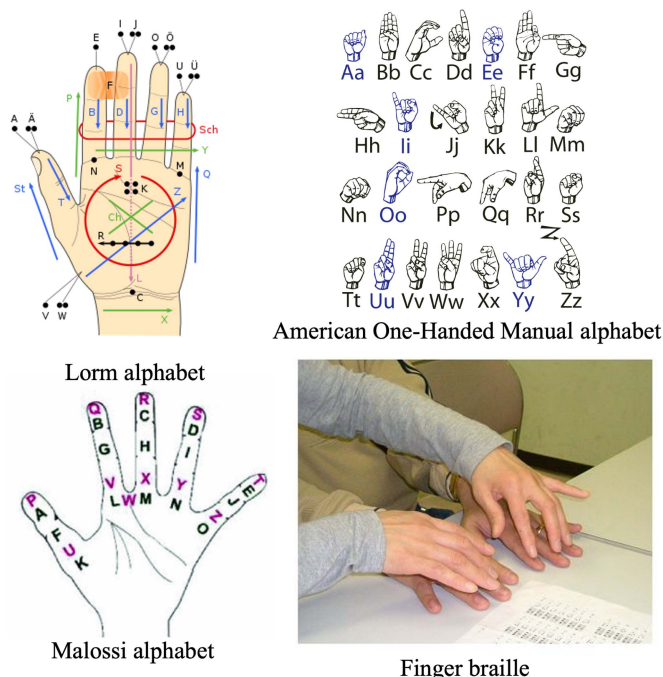 E
I J
O Ö
U Ü
A Ä
P
F
B D G H
Sch
Y
N
M
S
K
Q
St
T
Z
Ch
R
L
C
V W
X
Lorm alphabet
Aa Bb Cc Dd Ee Ff Gg
Hh Ii Jj Kk Ll Mm
Nn Oo Pp Qq Rr Ss
Tt Uu Vv Ww Xx Yy Zz
American One-Handed Manual alphabet
Q R S
B C D
G H I
P T
A E
F J
U Z
K O
V X Y
L W M N
Malossi alphabet
Finger braille